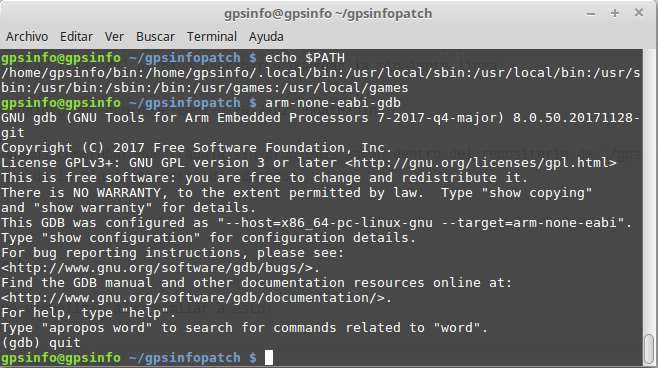 gpsinfo@gpsinfo ~/gpsinfopatch
Archivo Editar Ver Buscar Terminal Ayuda
gpsinfo@gpsinfo ~/gpsinfopatch $ echo $PATH
/home/gpsinfo/bin:/home/gpsinfo/.local/bin:/usr/local/sbin:/usr/local/bin:/usr/s
bin:/usr/bin:/sbin:/bin:/usr/games:/usr/local/games
gpsinfo@gpsinfo ~/gpsinfopatch $ arm-none-eabi-gdb
GNU gdb (GNU Tools for Arm Embedded Processors 7-2017-q4-major) 8.0.50.20171128-
git
Copyright (C) 2017 Free Software Foundation, Inc.
License GPLv3+: GNU GPL version 3 or later <http://gnu.org/licenses/gpl.html>
This is free software: you are free to change and redistribute it.
There is NO WARRANTY, to the extent permitted by law.  Type "show copying"
and "show warranty" for details.
This GDB was configured as "--host=x86_64-pc-linux-gnu --target=arm-none-eabi".
Type "show configuration" for configuration details.
For bug reporting instructions, please see:
<http://www.gnu.org/software/gdb/bugs/>.
Find the GDB manual and other documentation resources online at:
<http://www.gnu.org/software/gdb/documentation/>.
For help, type "help".
Type "apropos word" to search for commands related to "word".
(gdb) quit
gpsinfo@gpsinfo ~/gpsinfopatch $